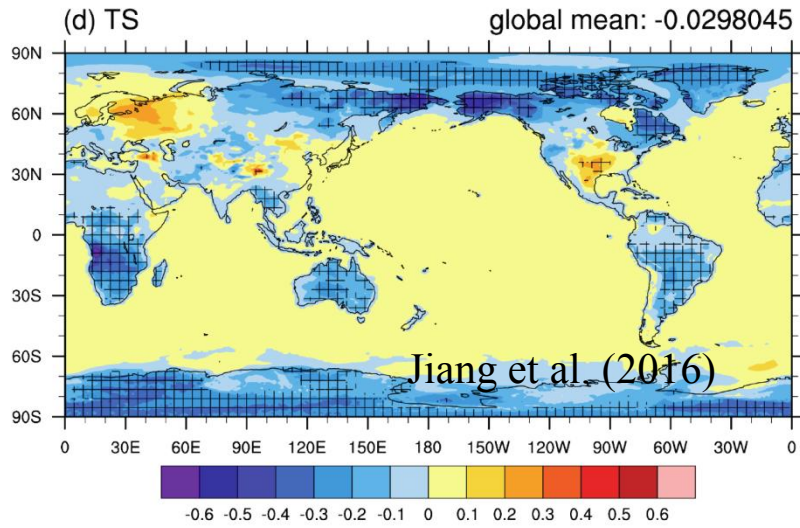 (d) TS global mean: -0.0298045
90N
60N
30N
0
30S
60S
90S
Jiang et al. (2016)
0 30E 60E 90E 120E 150E 180 150W 120W 90W 60W 30W 0
-0.6 -0.5 -0.4 -0.3 -0.2 -0.1 0 0.1 0.2 0.3 0.4 0.5 0.6